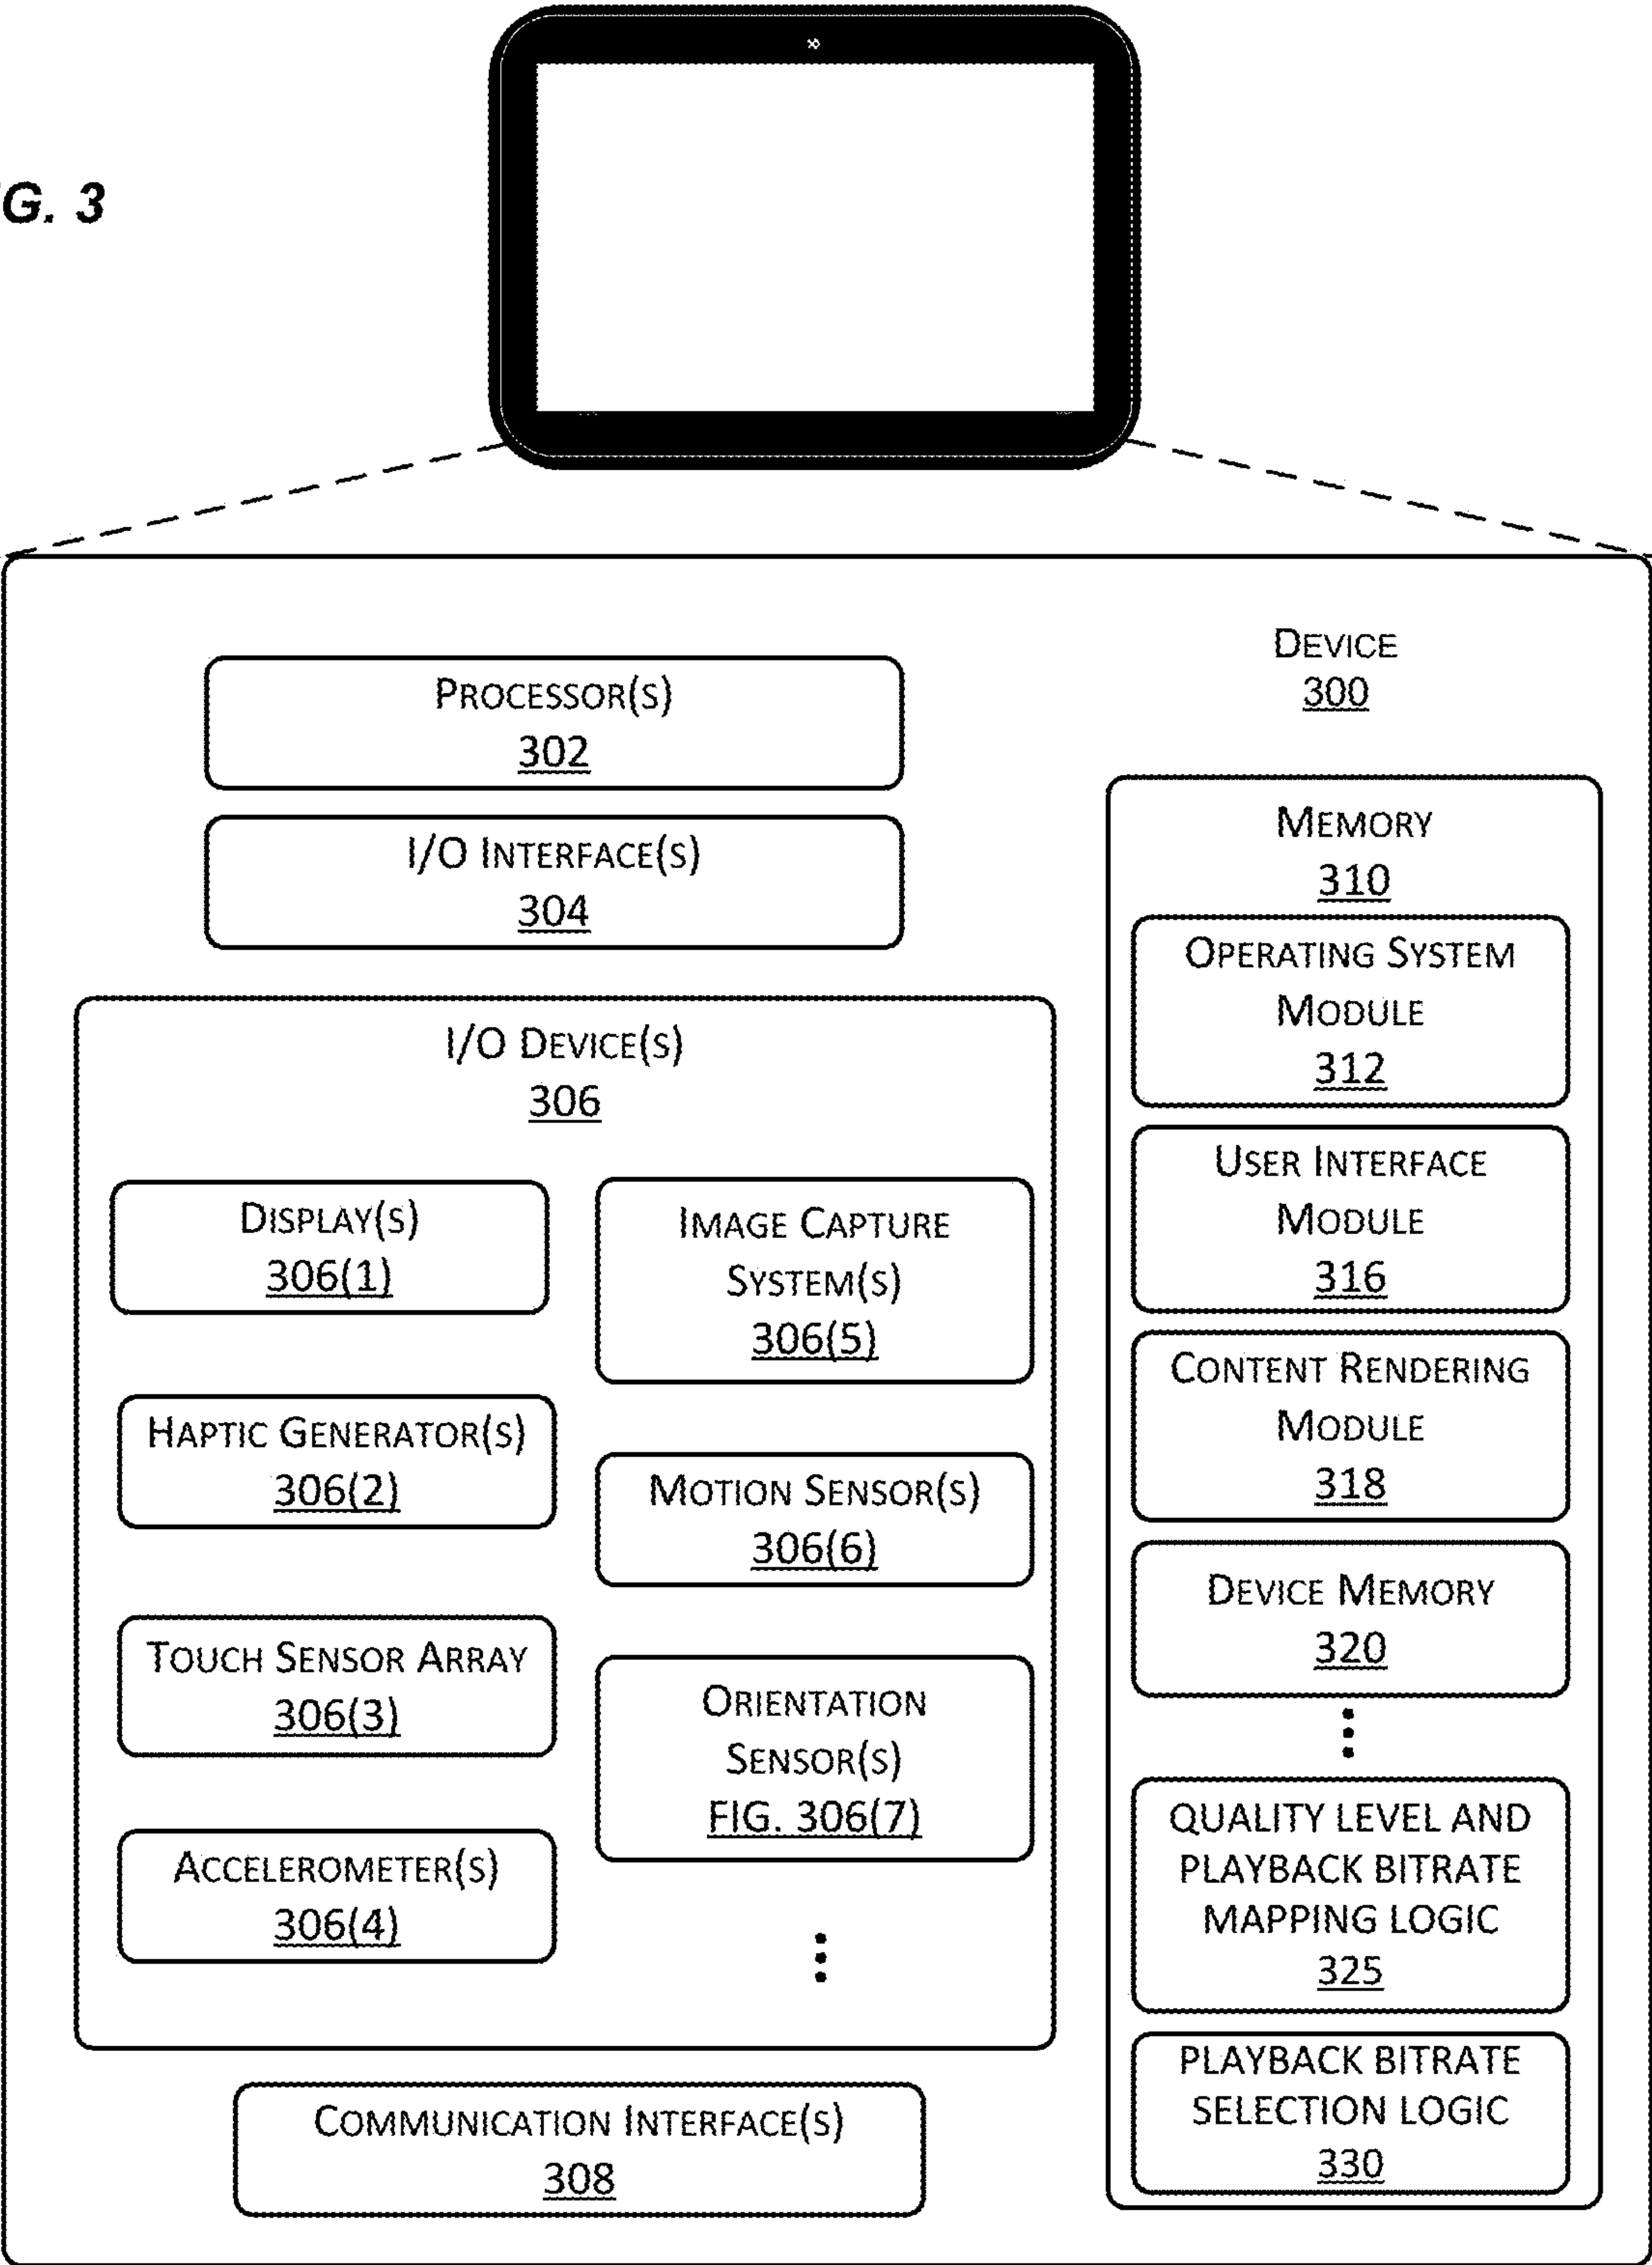 G. 3
DEVICE
300
PROCESSOR(S)
302
I/O INTERFACE(S)
304
I/O DEVICE(S)
306
DISPLAY(S)
306(1)
HAPTIC GENERATOR(S)
306(2)
TOUCH SENSOR ARRAY
306(3)
ACCELEROMETER(S)
306(4)
IMAGE CAPTURE
SYSTEM(S)
306(5)
MOTION SENSOR(S)
306(6)
ORIENTATION
SENSOR(S)
FIG. 306(7)
COMMUNICATION INTERFACE(S)
308
MEMORY
310
OPERATING SYSTEM
MODULE
312
USER INTERFACE
MODULE
316
CONTENT RENDERING
MODULE
318
DEVICE MEMORY
320
QUALITY LEVEL AND
PLAYBACK BITRATE
MAPPING LOGIC
325
PLAYBACK BITRATE
SELECTION LOGIC
330